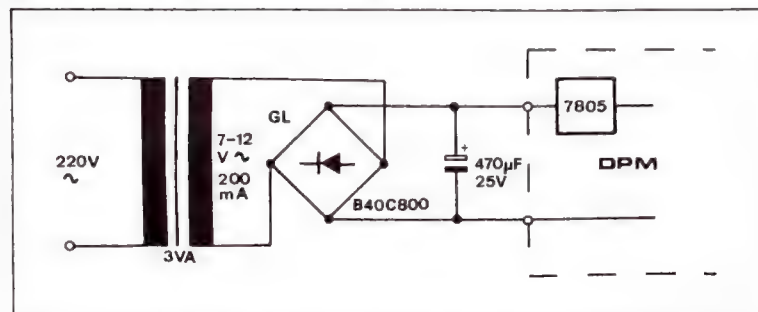 220V
~
3VA
7-12
V ~
200
mA
GL
B40C800
+
470µF
25V
7805
DPM